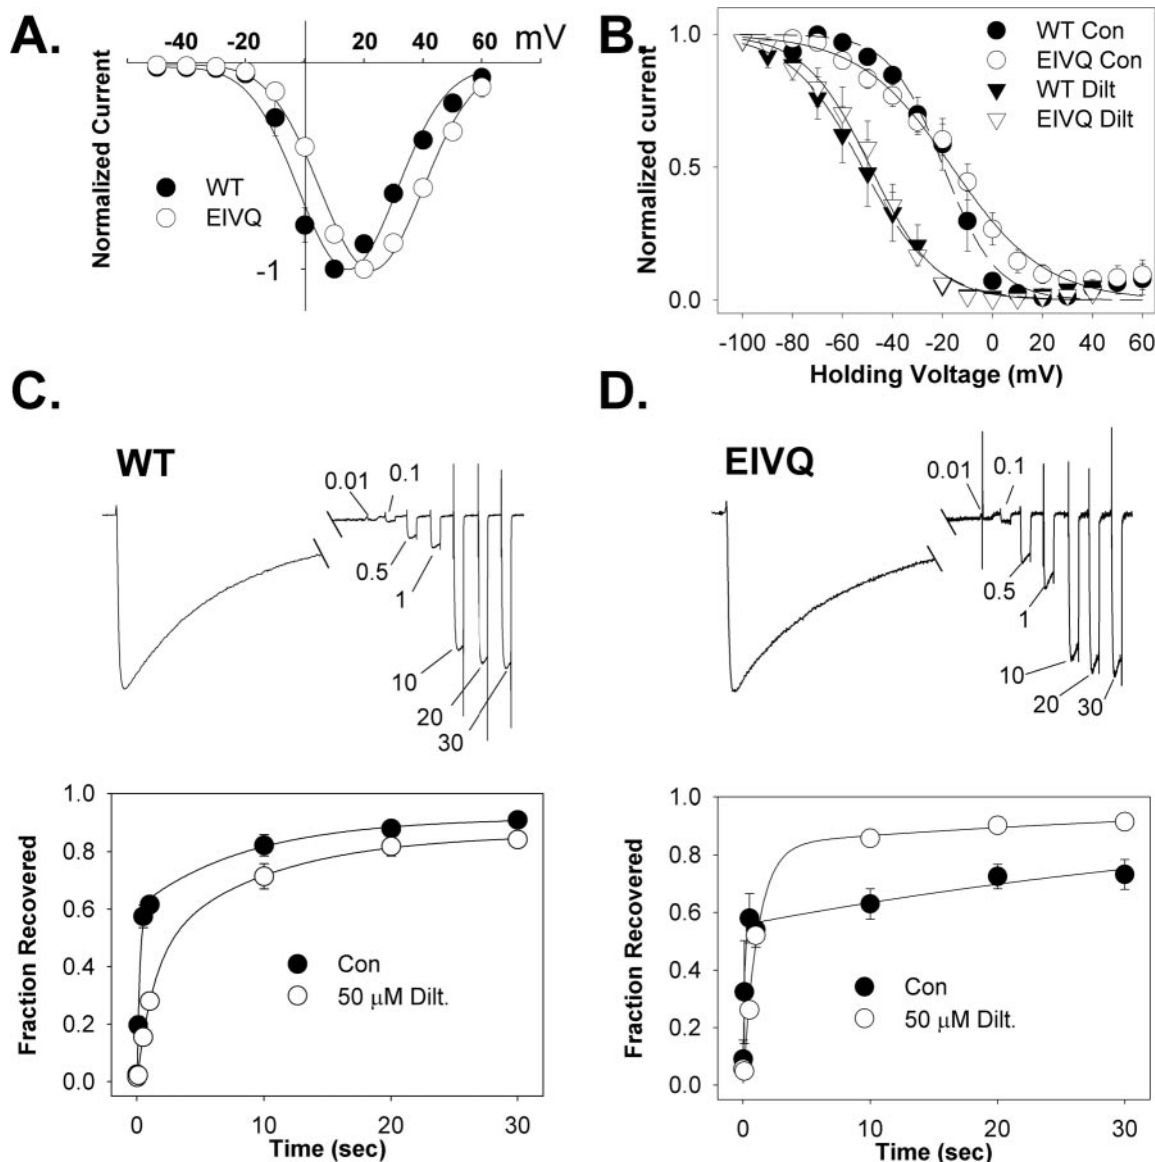 A.
-40 -20 20 40 60 mV
Normalized Current
WT
EIVQ
-1
B.
WT Con
EIVQ Con
WT Dilt
EIVQ Dilt
Normalized current
1.0
0.5
0.0
-100 -80 -60 -40 -20 0 20 40 60
Holding Voltage (mV)
C.
WT
0.01
0.1
0.5
1
10
20
30
Fraction Recovered
1.0
0.8
0.6
0.4
0.2
0.0
Con
50 μM Dilt.
0 10 20 30
Time (sec)
D.
EIVQ
0.01
0.1
0.5
1
10
20
30
Fraction Recovered
1.0
0.8
0.6
0.4
0.2
0.0
Con
50 μM Dilt.
0 10 20 30
Time (sec)